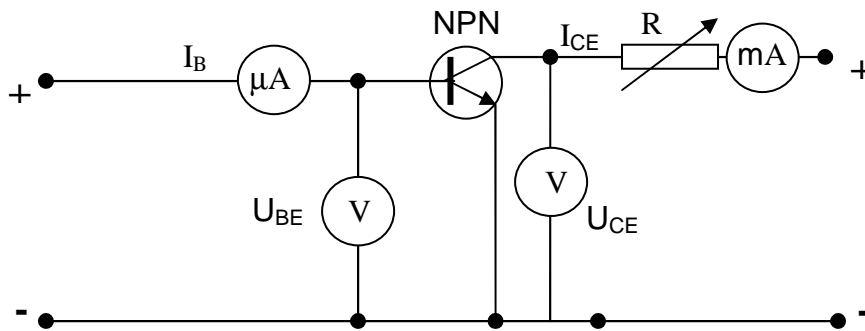 NPN
I_B
I_CE
R
μA
mA
+
+
U_BE
V
V
U_CE
-
-